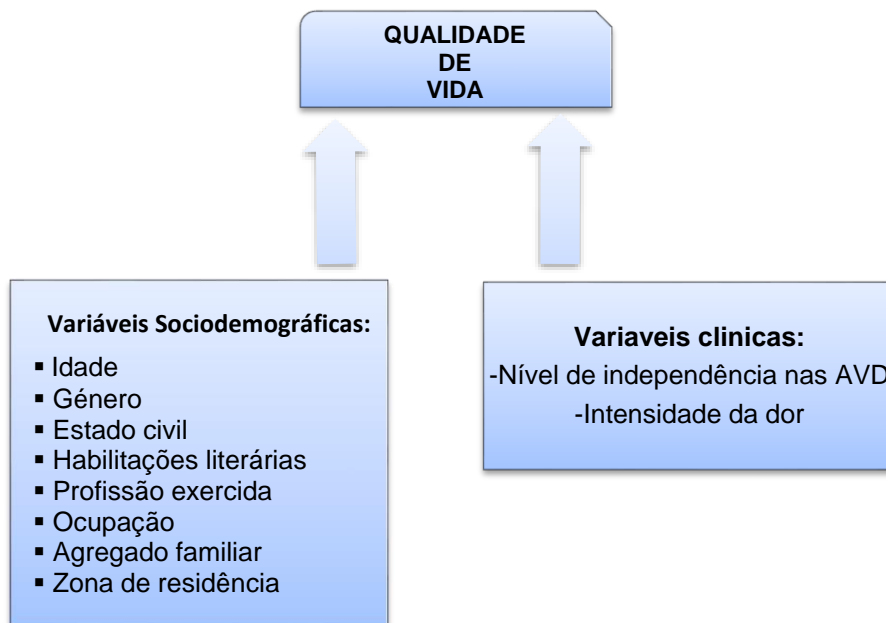 QUALIDADE
DE
VIDA
Variáveis Sociodemográficas:
▪ Idade
▪ Género
▪ Estado civil
▪ Habilitações literárias
▪ Profissão exercida
▪ Ocupação
▪ Agregado familiar
▪ Zona de residência
Variaveis clinicas:
-Nível de independência nas AVD
-Intensidade da dor